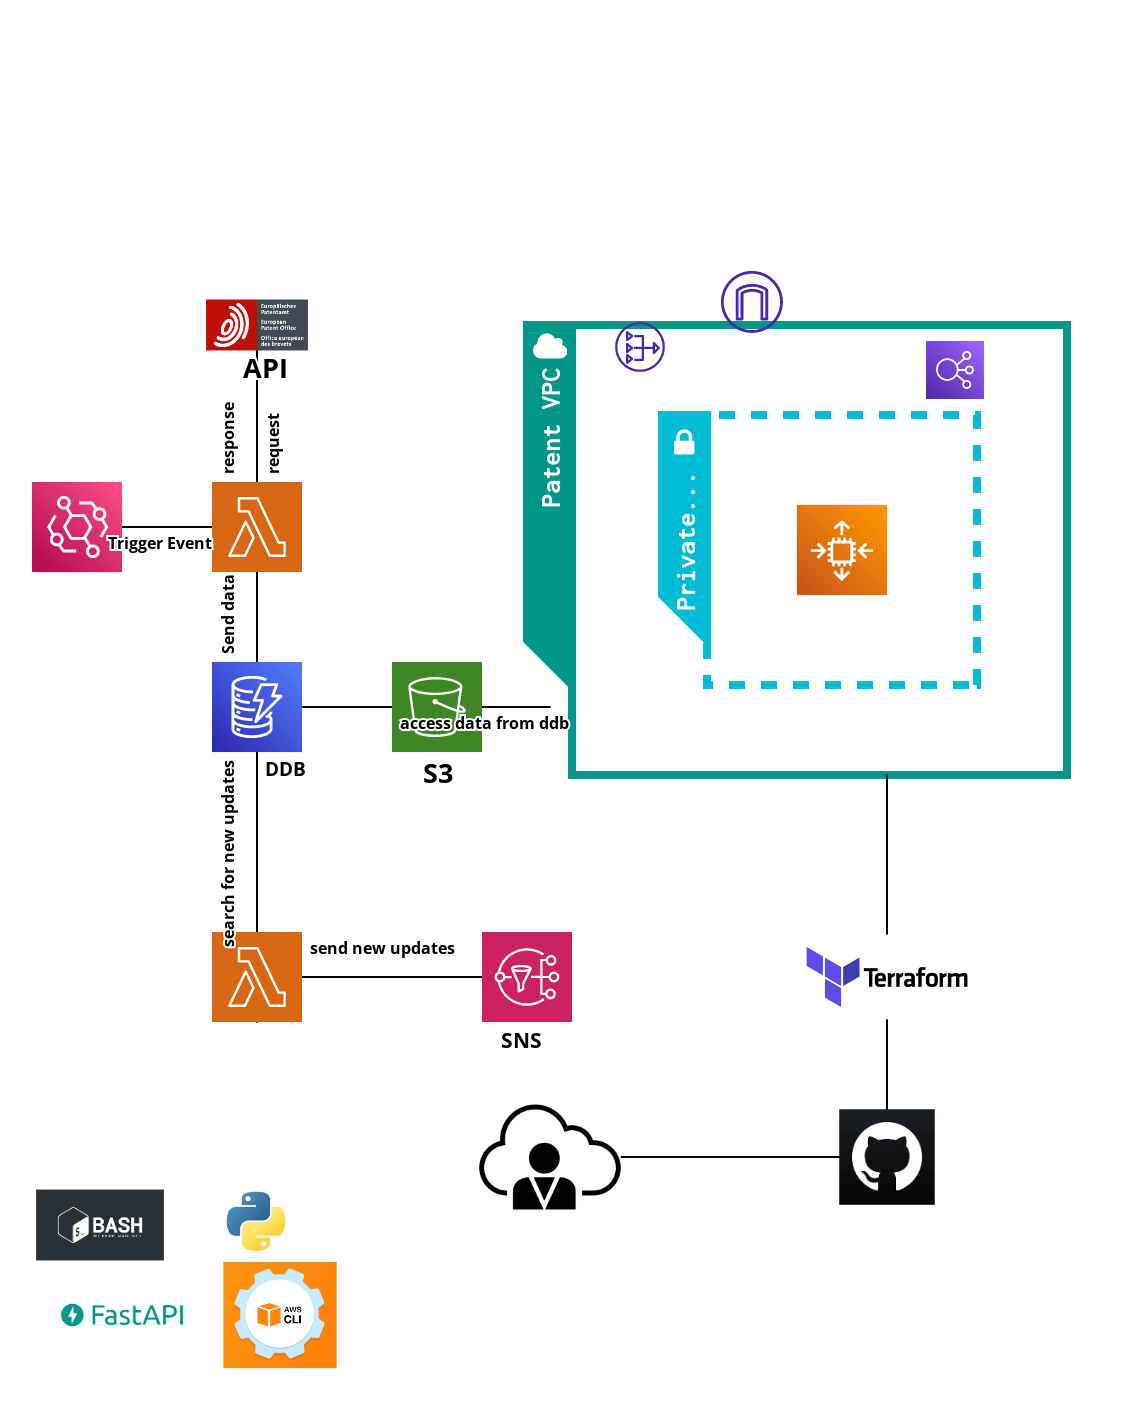 Europäisches
Patentamt
European
Patent Office
Office européen
des brevets
API
response
request
Trigger Event
Send data
DDB
S3
access data from ddb
search for new updates
send new updates
SNS
Patent VPC
Private...
Terraform
BASH
FastAPI
AWS
CLI